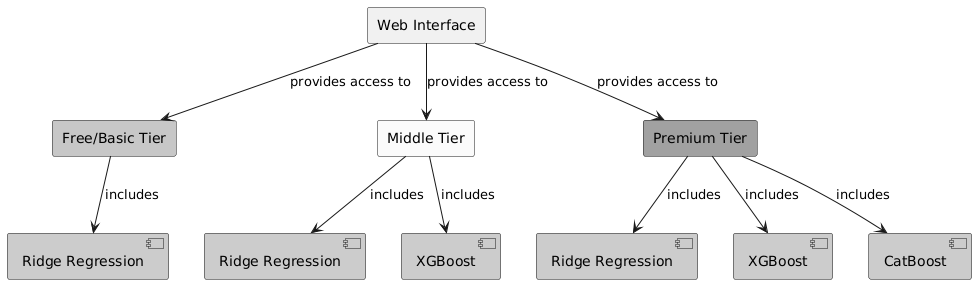 Web Interface
provides access to
provides access to
provides access to
Free/Basic Tier
Middle Tier
Premium Tier
includes
includes
includes
includes
includes
includes
Ridge Regression
Ridge Regression
XGBoost
Ridge Regression
XGBoost
CatBoost